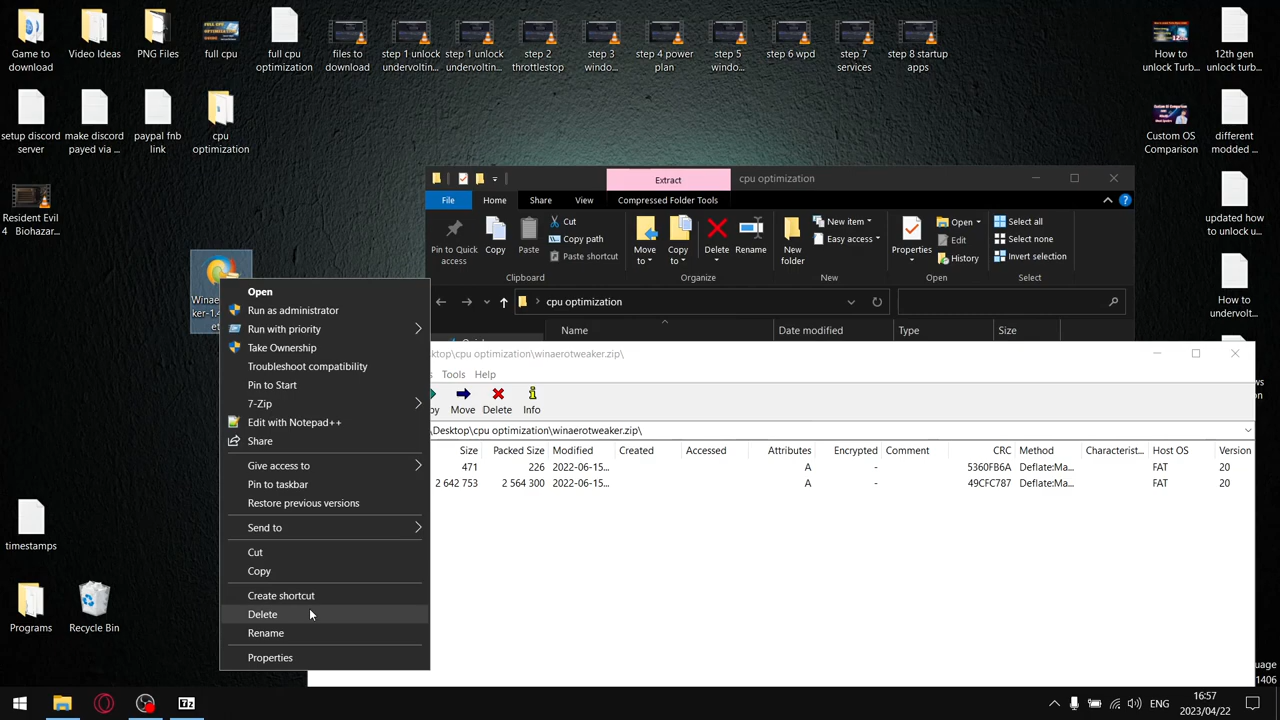 Game to
download
Video Ideas
PNG Files
full cpu
full cpu
optimization
files to
download
step 1 unlock
undervoltin...
step 1 unlock
undervoltin...
step 2
throttlestop
step 3
windo...
step 4 power
plan
step 5
windo...
step 6 wpd
step 7
services
step 8 startup
apps
How to
unlock Turb...
12th gen
unlock turb...
setup discord
server
make discord
payed via ...
paypal fnb
link
cpu
optimization
Custom OS
Comparison
different
modded ...
Resident Evil
4 Biohazar...
updated how
to unlock u...
How to
undervolt...
timestamps
Programs
Recycle Bin
Extract
cpu optimization
File
Home
Share
View
Compressed Folder Tools
Pin to Quick
access
Copy
Paste
Cut
Copy path
Paste shortcut
Clipboard
Move
to
Copy
to
Delete
Rename
Organize
New
folder
New item
Easy access
New
Properties
Open
Edit
History
Open
Select all
Select none
Invert selection
Select
cpu optimization
Name
Date modified
Type
Size
ktop\cpu optimization\winaerotweaker.zip\
Tools
Help
Move
Delete
Info
\Desktop\cpu optimization\winaerotweaker.zip\
Size Packed Size Modified Created Accessed Attributes Encrypted Comment CRC Method Characterist... Host OS Version
471 226 2022-06-15... A - 5360FB6A Deflate:Ma... FAT 20
2 642 753 2 564 300 2022-06-15... A - 49CFC787 Deflate:Ma... FAT 20
Open
Run as administrator
Run with priority
Take Ownership
Troubleshoot compatibility
Pin to Start
7-Zip
Edit with Notepad++
Share
Give access to
Pin to taskbar
Restore previous versions
Send to
Cut
Copy
Create shortcut
Delete
Rename
Properties
1406
ENG
16:57
2023/04/22